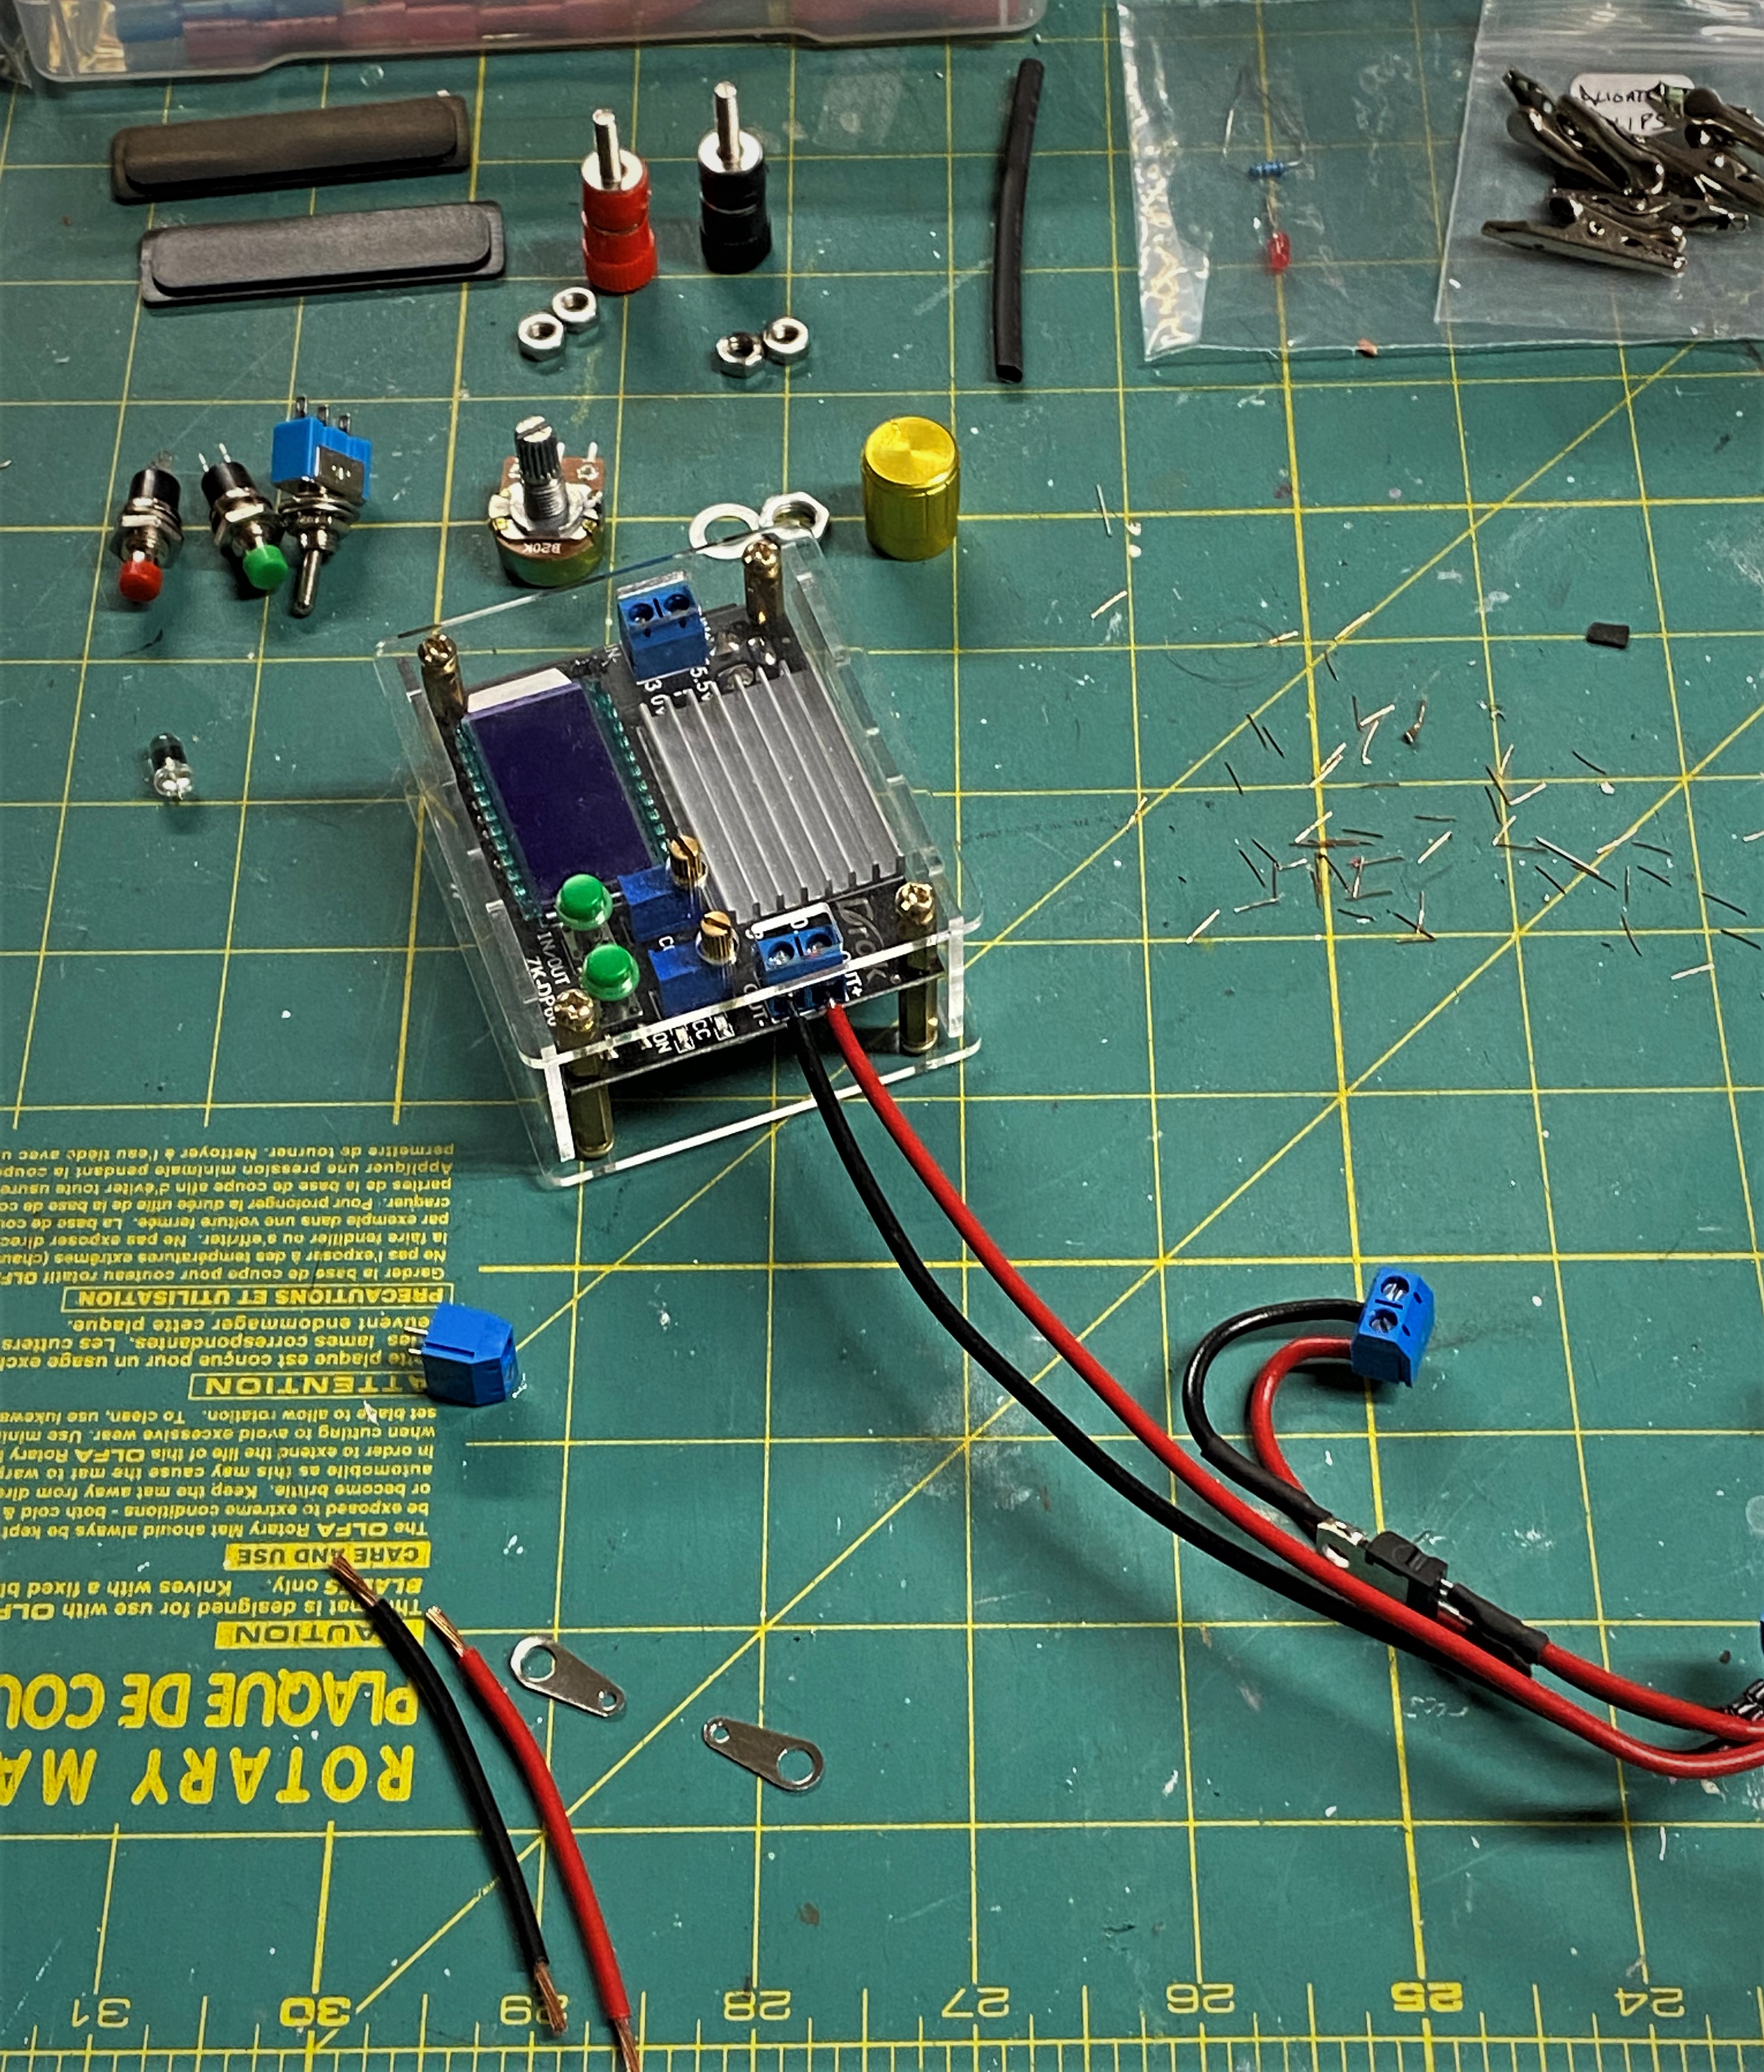 ALIGATO
CLIPS
B20K
5.5v
IN/OUT
ZK-DP60
OUT-
OUT+
CC
ON
24
25
26
27
28
29
30
31
ROTARY MA
PLAQUE DE COU
CAUTION
This mat is designed for use with OLF
BLADES only. Knives with a fixed bl
CARE AND USE
The OLFA Rotary Mat should always be kept
be exposed to extreme conditions - both cold &
or become brittle. Keep the mat away from dire
automobile as this may cause the mat to warp
In order to extend the life of this OLFA Rotary
when cutting to avoid excessive wear. Use mini
set blade to allow rotation. To clean, use lukewa
ATTENTION
Cette plaque est conçue pour un usage excl
les lames correspondantes. Les cutters
peuvent endommager cette plaque.
PRECAUTIONS ET UTILISATION
Garder la base de coupe pour couteau rotatif OLF
Ne pas l'exposer à des températures extrêmes (chau
la faire fendiller ou s'effriter. Ne pas exposer direc
par exemple dans une voiture fermée. La base de cou
craquer. Pour prolonger la durée utile de la base de co
parties de la base de coupe afin d'éviter toute usure
Appliquer une pression minimale pendant la coupe
permettre de tourner. Nettoyer à l'eau tiède avec u